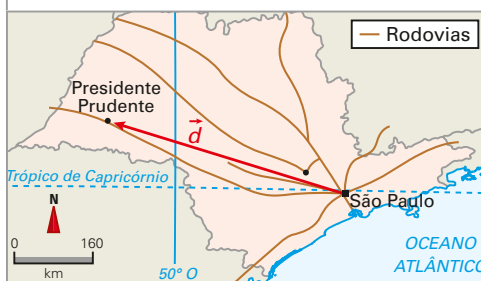 Rodovias
Presidente
Prudente
d
Trópico de Capricórnio
N
São Paulo
0 160
km
50° O
OCEANO
ATLÂNTICO